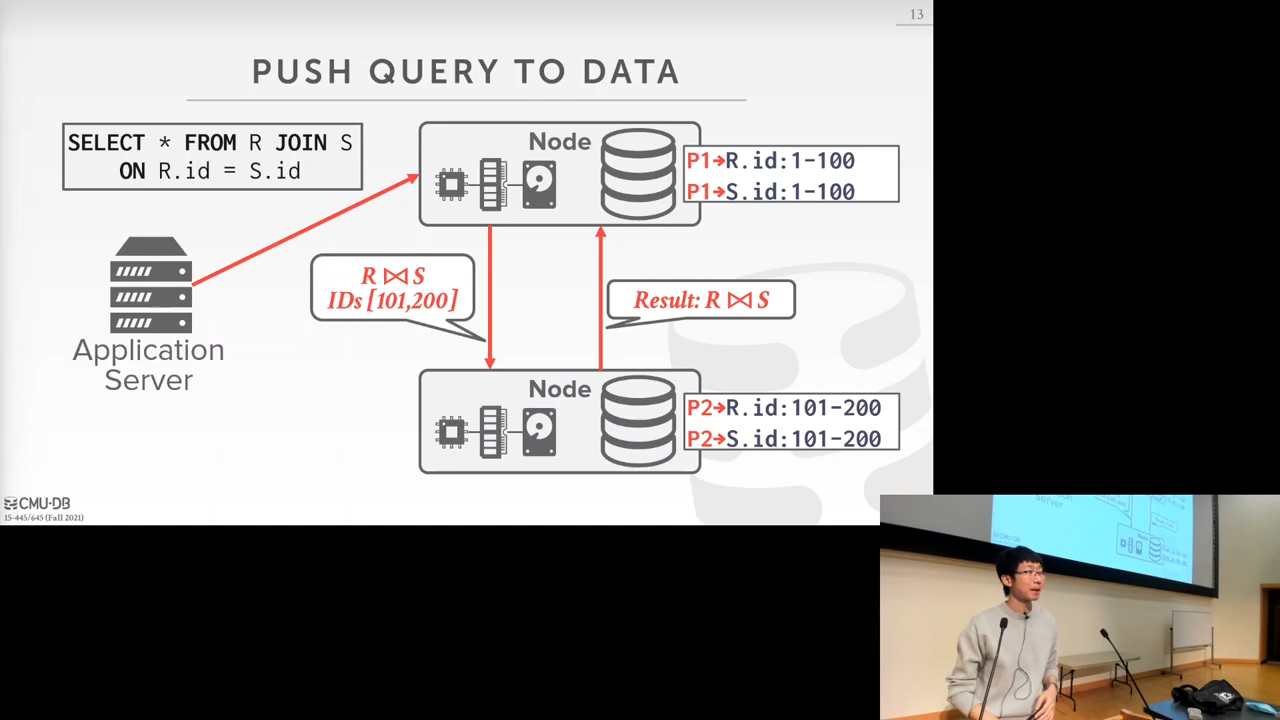 13
PUSH QUERY TO DATA
SELECT * FROM R JOIN S
ON R.id = S.id
Node
P1→R.id:1-100
P1→S.id:1-100
R ⋈ S
IDs [101,200]
Result: R ⋈ S
Application
Server
Node
P2→R.id:101-200
P2→S.id:101-200
CMU·DB
15-445/645 (Fall 2021)
Server
Node